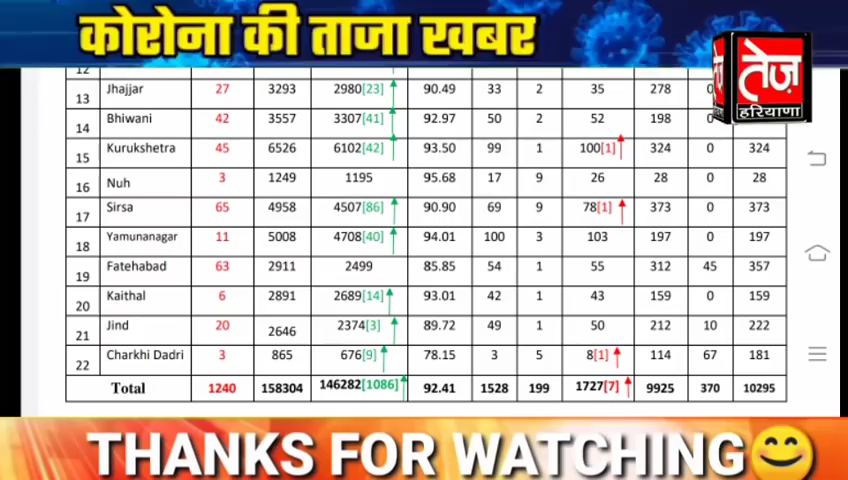 कोरोना की ताजा खबर
तेज़
हरियाणा
12
13 Jhajjar 27 3293 2980[23] 90.49 33 2 35 278 0
14 Bhiwani 42 3557 3307[41] 92.97 50 2 52 198 0
15 Kurukshetra 45 6526 6102[42] 93.50 99 1 100[1] 324 0 324
16 Nuh 3 1249 1195 95.68 17 9 26 28 0 28
17 Sirsa 65 4958 4507[86] 90.90 69 9 78[1] 373 0 373
18 Yamunanagar 11 5008 4708[40] 94.01 100 3 103 197 0 197
19 Fatehabad 63 2911 2499 85.85 54 1 55 312 45 357
20 Kaithal 6 2891 2689[14] 93.01 42 1 43 159 0 159
21 Jind 20 2646 2374[3] 89.72 49 1 50 212 10 222
22 Charkhi Dadri 3 865 676[9] 78.15 3 5 8[1] 114 67 181
Total 1240 158304 146282[1086] 92.41 1528 199 1727[7] 9925 370 10295
THANKS FOR WATCHING